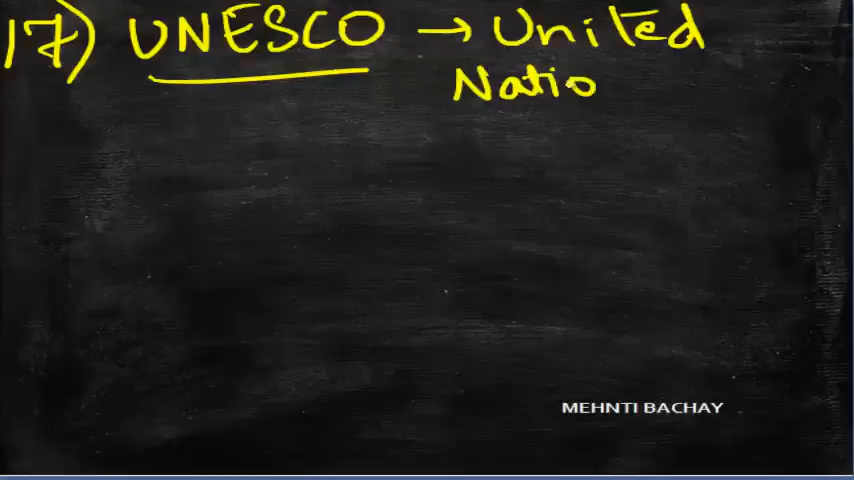 17) UNESCO → United
Natio
MEHNTI BACHAY